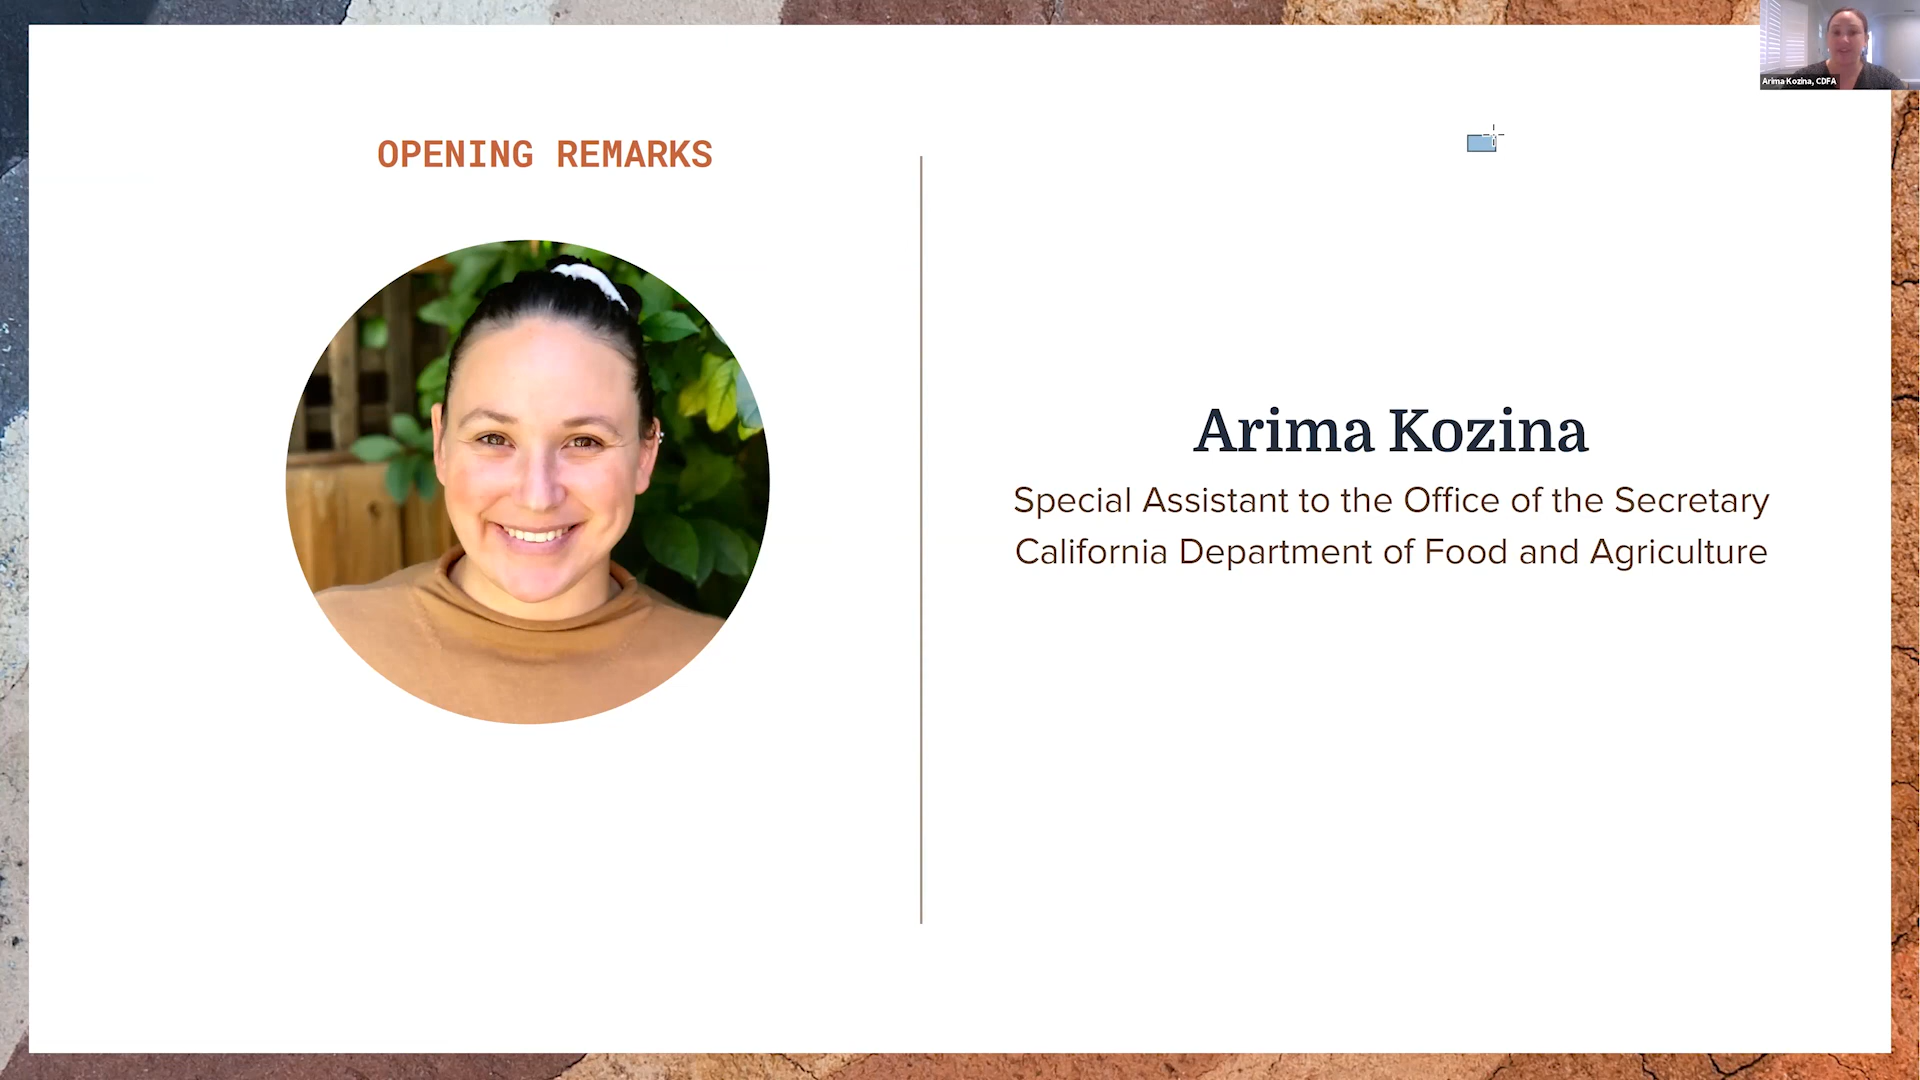 OPENING REMARKS
Arima Kozina
Special Assistant to the Office of the Secretary
California Department of Food and Agriculture
Arima Kozina, CDFA